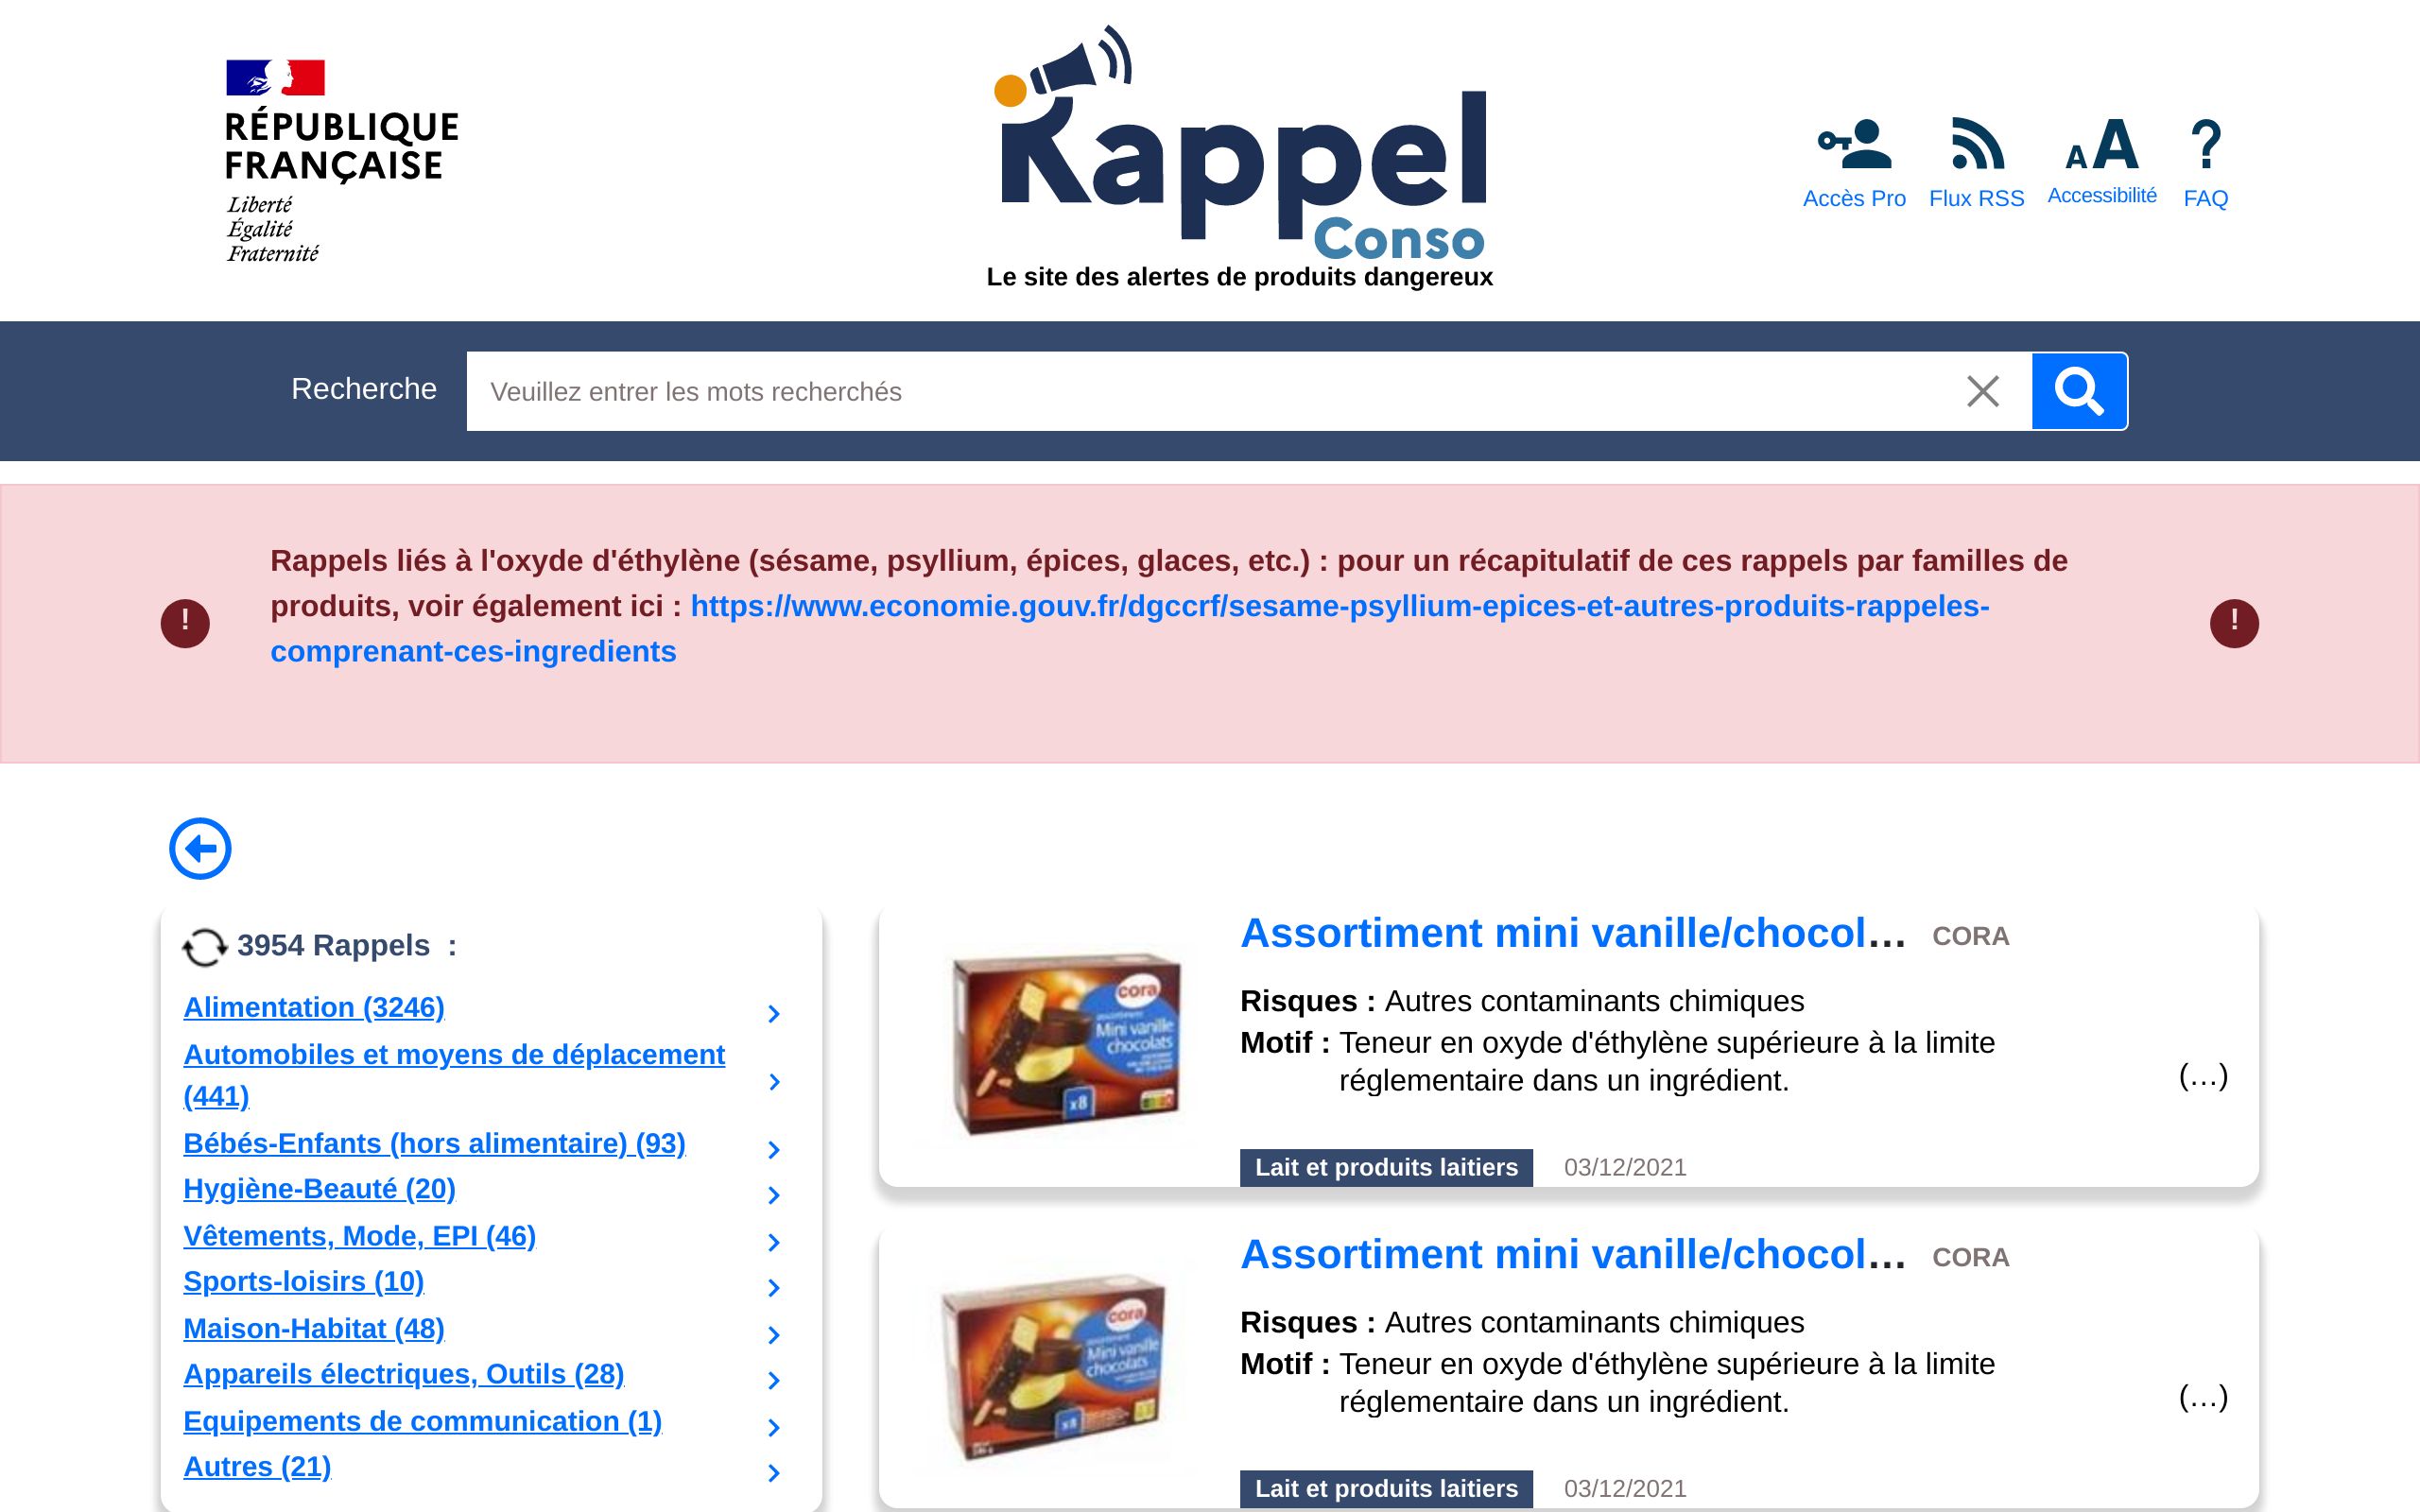 RÉPUBLIQUE
FRANÇAISE
Liberté
Égalité
Fraternité
Rappel
Conso
Le site des alertes de produits dangereux
Accès Pro
Flux RSS
AA
Accessibilité
?
FAQ
Recherche
Veuillez entrer les mots recherchés
!
Rappels liés à l'oxyde d'éthylène (sésame, psyllium, épices, glaces, etc.) : pour un récapitulatif de ces rappels par familles de
produits, voir également ici : https://www.economie.gouv.fr/dgccrf/sesame-psyllium-epices-et-autres-produits-rappeles-
comprenant-ces-ingredients
!
3954 Rappels :
Alimentation (3246)
Automobiles et moyens de déplacement
(441)
Bébés-Enfants (hors alimentaire) (93)
Hygiène-Beauté (20)
Vêtements, Mode, EPI (46)
Sports-loisirs (10)
Maison-Habitat (48)
Appareils électriques, Outils (28)
Equipements de communication (1)
Autres (21)
cora
Mini vanille
chocolats
x8
Assortiment mini vanille/chocol... CORA
Risques : Autres contaminants chimiques
Motif : Teneur en oxyde d'éthylène supérieure à la limite
réglementaire dans un ingrédient.
(...)
Lait et produits laitiers 03/12/2021
cora
Mini vanille
chocolats
x8
Assortiment mini vanille/chocol... CORA
Risques : Autres contaminants chimiques
Motif : Teneur en oxyde d'éthylène supérieure à la limite
réglementaire dans un ingrédient.
(...)
Lait et produits laitiers 03/12/2021